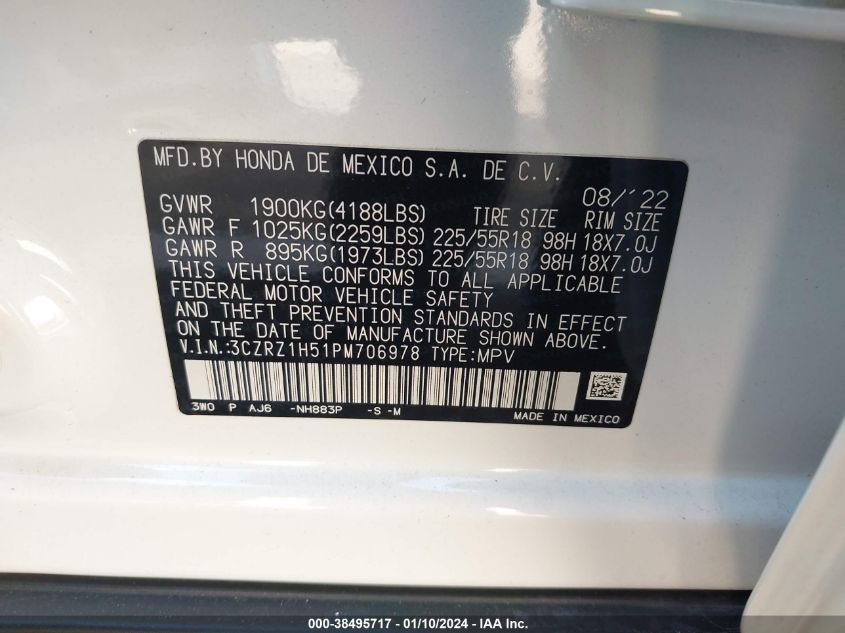 MFD.BY HONDA DE MEXICO S.A. DE C.V.
08/'22
GVWR 1900KG(4188LBS) TIRE SIZE RIM SIZE
GAWR F 1025KG(2259LBS) 225/55R18 98H 18X7.0J
GAWR R 895KG(1973LBS) 225/55R18 98H 18X7.0J
THIS VEHICLE CONFORMS TO ALL APPLICABLE
FEDERAL MOTOR VEHICLE SAFETY
AND THEFT PREVENTION STANDARDS IN EFFECT
ON THE DATE OF MANUFACTURE SHOWN ABOVE.
V.I.N.:3CZRZ1H51PM706978 TYPE:MPV
3W0 P AJ6 -NH883P -S -M MADE IN MEXICO
000-38495717 - 01/10/2024 - IAAI.COM